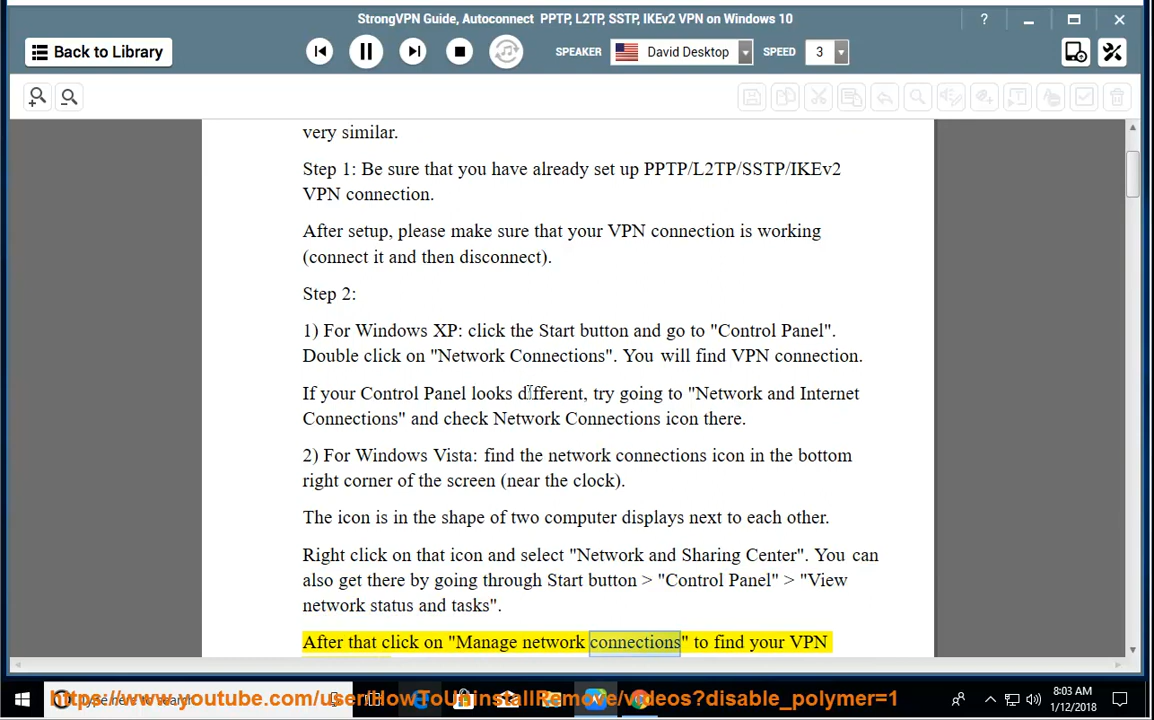 StrongVPN Guide, Autoconnect PPTP, L2TP, SSTP, IKEv2 VPN on Windows 10
?
Back to Library
SPEAKER
David Desktop
SPEED
3
very similar.
Step 1: Be sure that you have already set up PPTP/L2TP/SSTP/IKEv2
VPN connection.
After setup, please make sure that your VPN connection is working
(connect it and then disconnect).
Step 2:
1) For Windows XP: click the Start button and go to "Control Panel".
Double click on "Network Connections". You will find VPN connection.
If your Control Panel looks different, try going to "Network and Internet
Connections" and check Network Connections icon there.
2) For Windows Vista: find the network connections icon in the bottom
right corner of the screen (near the clock).
The icon is in the shape of two computer displays next to each other.
Right click on that icon and select "Network and Sharing Center". You can
also get there by going through Start button > "Control Panel" > "View
network status and tasks".
After that click on "Manage network connections" to find your VPN
https://www.youtube.com/user/HowToUninstallRemove/videos?disable_polymer=1
8:03 AM
1/12/2018